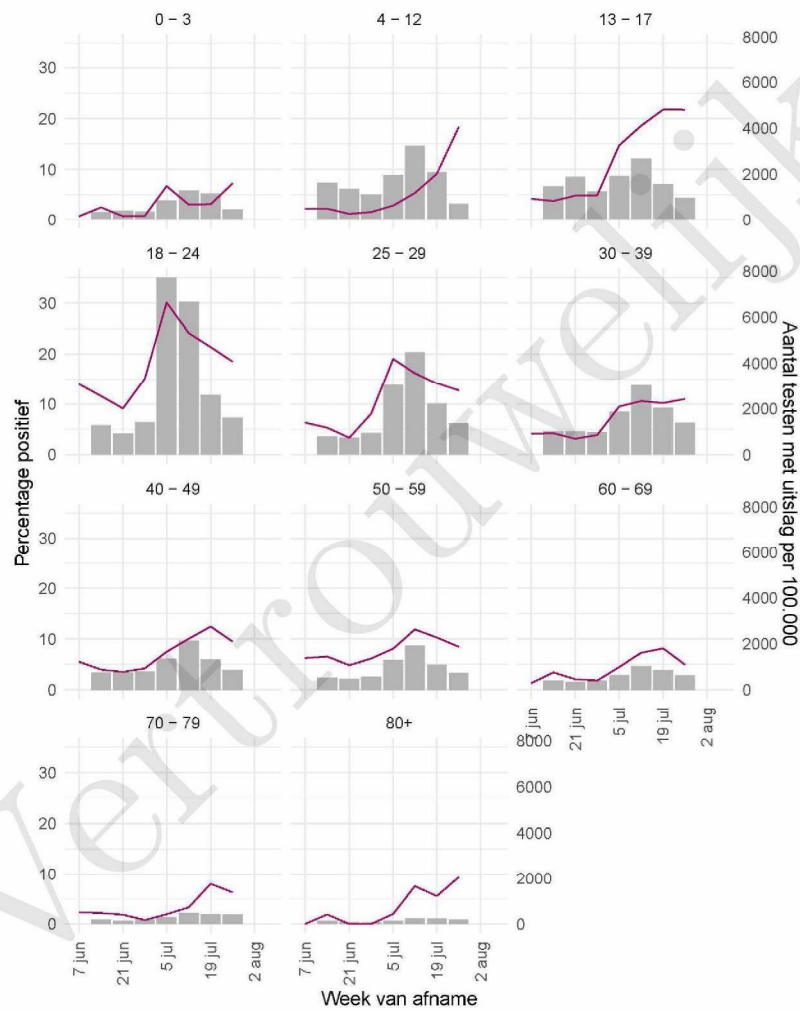 0 – 3
4 – 12
13 – 17
8000
30
6000
20
4000
10
2000
0
0
18 – 24
25 – 29
30 – 39
8000
30
6000
20
4000
10
2000
0
0
40 – 49
50 – 59
60 – 69
8000
30
6000
20
4000
10
2000
0
0
7 jun
21 jun
5 jul
19 jul
2 aug
70 – 79
80+
8000
30
6000
20
4000
10
2000
0
0
7 jun
21 jun
5 jul
19 jul
2 aug
7 jun
21 jun
5 jul
19 jul
2 aug
Week van afname
Percentage positief
Aantal testen met uitslag per 100.000
Vertrouwelijk